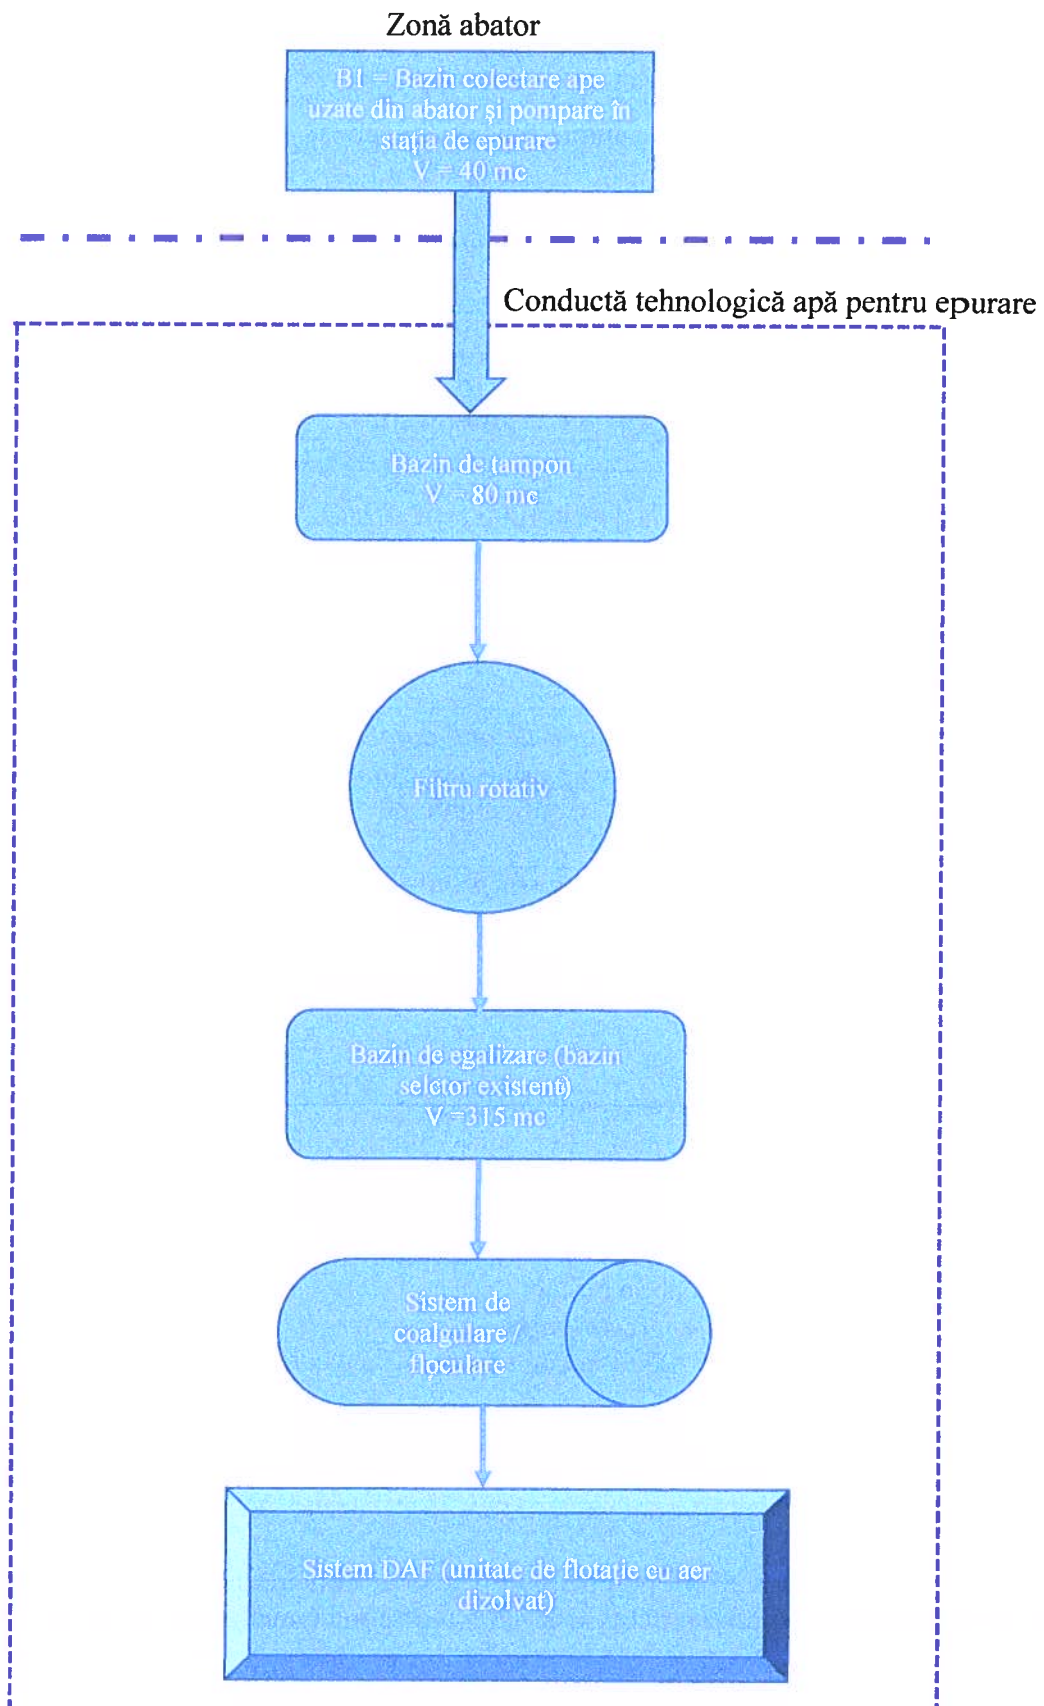 Zonă abator
B1 = Bazin colectare ape
uzate din abator și pompare în
stația de epurare
V = 40 mc
Conductă tehnologică apă pentru epurare
Bazin de tampon
V = 80 mc
Filtru rotativ
Bazin de egalizare (bazin
selctor existent)
V =315 mc
Sistem de
coalgulare /
floculare
Sistem DAF (unitate de flotație cu aer
dizolvat)